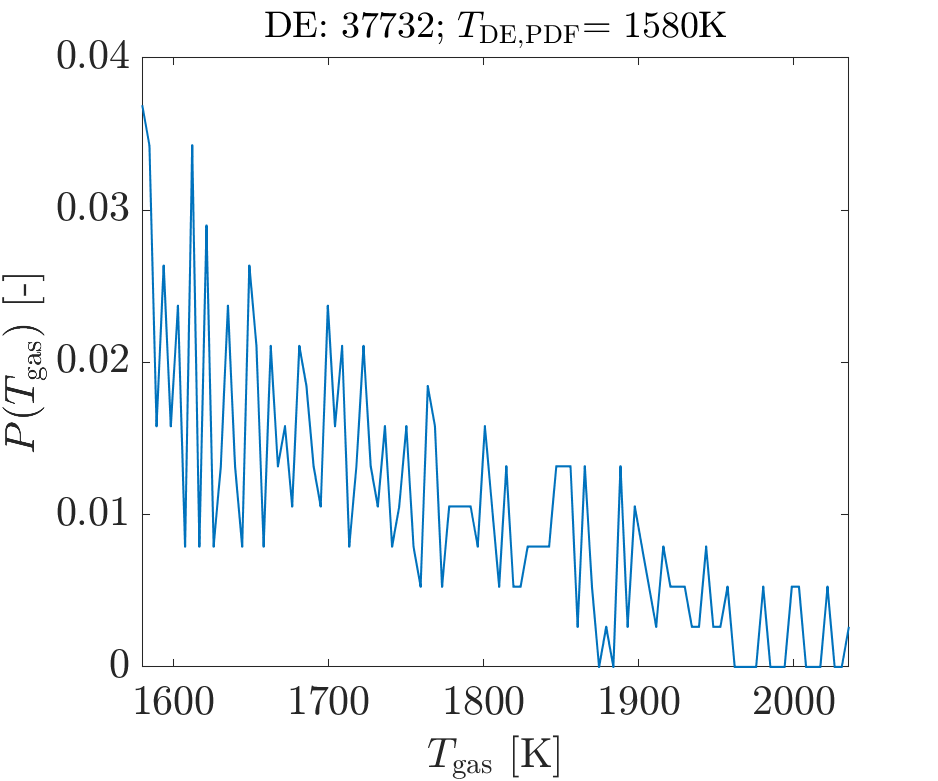 DE: 37732; T_DE,PDF= 1580K
0.04
0.03
0.02
0.01
0
P(T_gas) [-]
1600 1700 1800 1900 2000
T_gas [K]